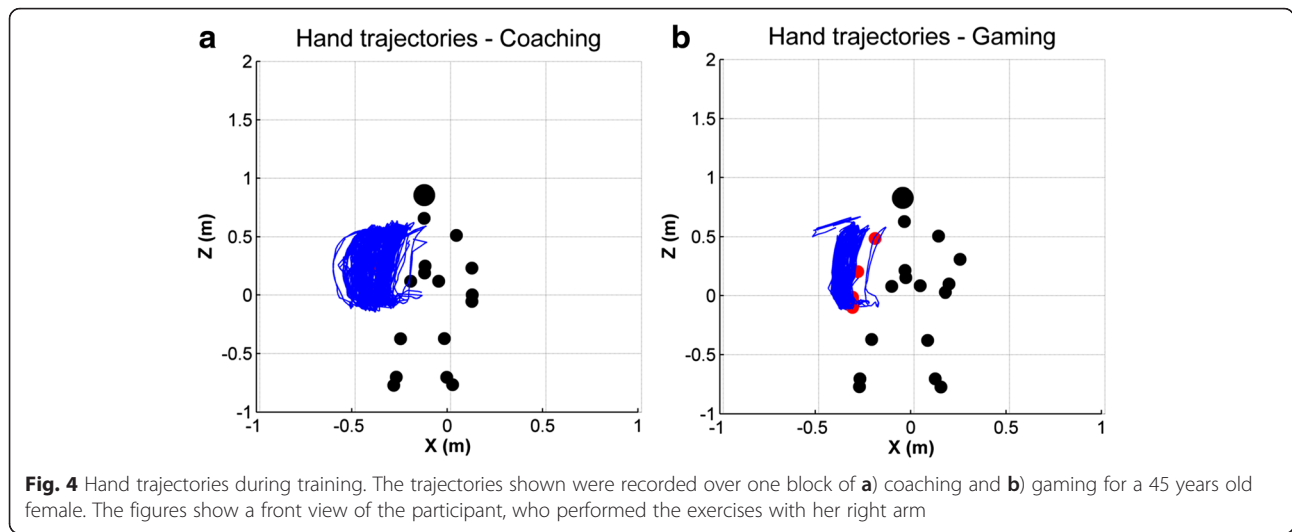 a Hand trajectories - Coaching
2
1.5
1
0.5
0
-0.5
-1
Z (m)
-1 -0.5 0 0.5 1
X (m)
b Hand trajectories - Gaming
2
1.5
1
0.5
0
-0.5
-1
Z (m)
-1 -0.5 0 0.5 1
X (m)
Fig. 4 Hand trajectories during training. The trajectories shown were recorded over one block of a) coaching and b) gaming for a 45 years old
female. The figures show a front view of the participant, who performed the exercises with her right arm